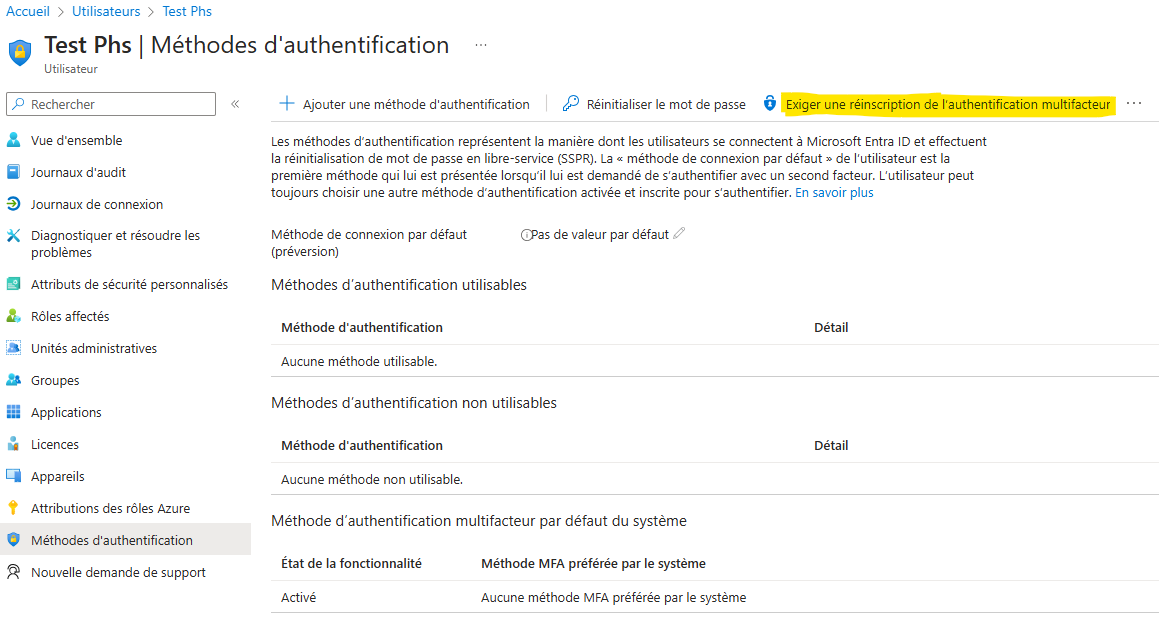 Accueil > Utilisateurs > Test Phs
Test Phs | Méthodes d'authentification ...
Utilisateur
Rechercher «
+ Ajouter une méthode d'authentification | Réinitialiser le mot de passe Exiger une réinscription de l'authentification multifacteur ...
Vue d'ensemble
Journaux d'audit
Journaux de connexion
Diagnostiquer et résoudre les
problèmes
Attributs de sécurité personnalisés
Rôles affectés
Unités administratives
Groupes
Applications
Licences
Appareils
Attributions des rôles Azure
Méthodes d'authentification
Nouvelle demande de support
Les méthodes d’authentification représentent la manière dont les utilisateurs se connectent à Microsoft Entra ID et effectuent
la réinitialisation de mot de passe en libre-service (SSPR). La « méthode de connexion par défaut » de l’utilisateur est la
première méthode qui lui est présentée lorsqu’il lui est demandé de s’authentifier avec un second facteur. L’utilisateur peut
toujours choisir une autre méthode d’authentification activée et inscrite pour s’authentifier. En savoir plus
Méthode de connexion par défaut Pas de valeur par défaut
(préversion)
Méthodes d’authentification utilisables
Méthode d'authentification Détail
Aucune méthode utilisable.
Méthodes d’authentification non utilisables
Méthode d'authentification Détail
Aucune méthode non utilisable.
Méthode d’authentification multifacteur par défaut du système
État de la fonctionnalité Méthode MFA préférée par le système
Activé Aucune méthode MFA préférée par le système